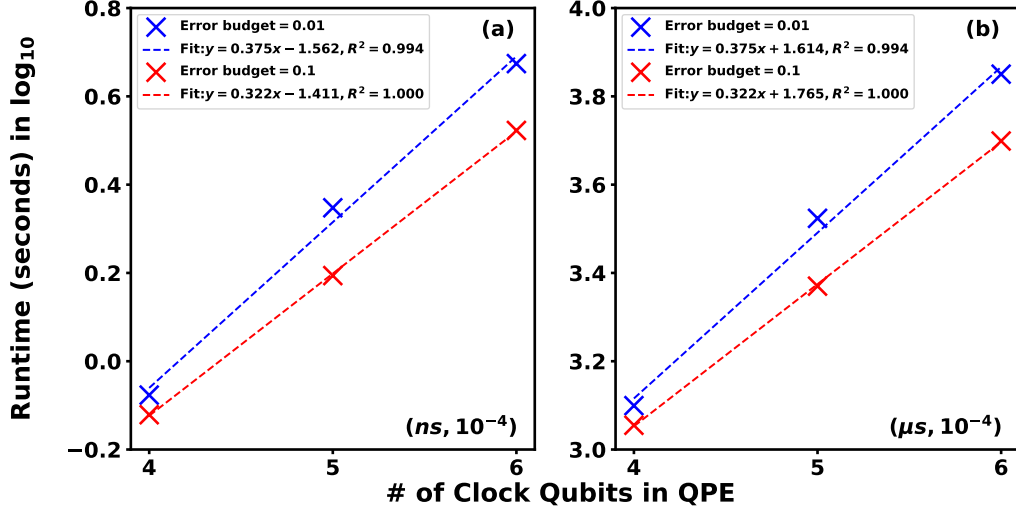 Runtime (seconds) in log10
0.8
0.6
0.4
0.2
0.0
−0.2
4
5
6
Error budget = 0.01
Fit:y = 0.375x − 1.562, R² = 0.994
Error budget = 0.1
Fit:y = 0.322x − 1.411, R² = 1.000
(a)
(ns, 10⁻⁴)
4.0
3.8
3.6
3.4
3.2
3.0
4
5
6
Error budget = 0.01
Fit:y = 0.375x + 1.614, R² = 0.994
Error budget = 0.1
Fit:y = 0.322x + 1.765, R² = 1.000
(b)
(μs, 10⁻⁴)
# of Clock Qubits in QPE